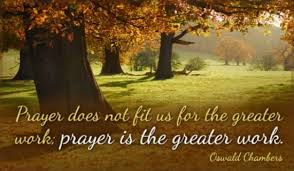 Prayer does not fit us for the greater
work; prayer is the greater work.
Oswald Chambers